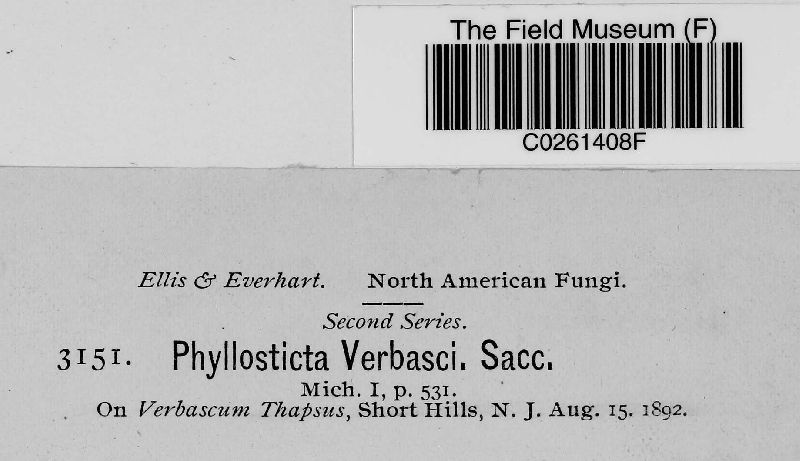 The Field Museum (F)
C0261408F
Ellis & Everhart. North American Fungi.
Second Series.
3151. Phyllosticta Verbasci. Sacc.
Mich. I, p. 531.
On Verbascum Thapsus, Short Hills, N. J. Aug. 15. 1892.